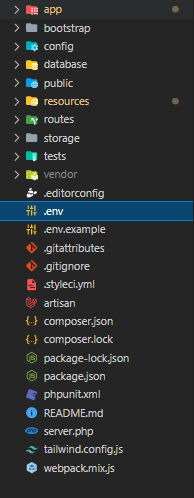 app
bootstrap
config
database
public
resources
routes
storage
tests
vendor
.editorconfig
.env
.env.example
.gitattributes
.gitignore
.styleci.yml
artisan
composer.json
composer.lock
package-lock.json
package.json
phpunit.xml
README.md
server.php
tailwind.config.js
webpack.mix.js